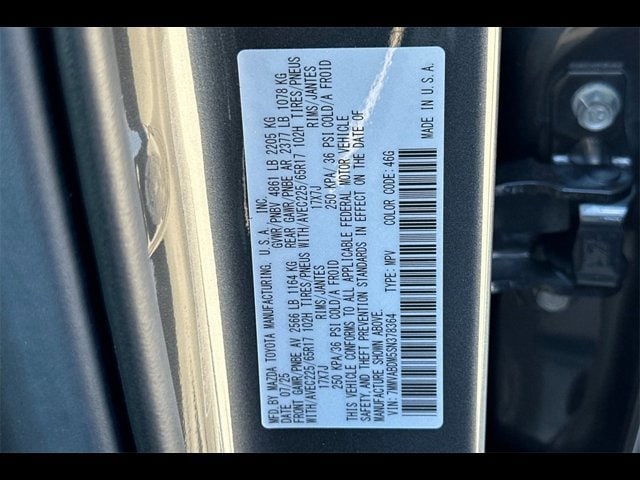 MFD. BY MAZDA TOYOTA MANUFACTURING, U.S.A., INC.
DATE 07/25 GVWR/PNBV 4861 LB 2205 KG
FRONT GAWR/PNBE AV 2566 LB 1164 KG REAR GAWR/PNBE AR 2377 LB 1078 KG
WITH/AVEC225/65R17 102H TIRES/PNEUS WITH/AVEC225/65R17 102H TIRES/PNEUS
17X7J RIMS/JANTES 17X7J RIMS/JANTES
250 KPA/36 PSI COLD/A FROID 250 KPA/ 36 PSI COLD/A FROID
THIS VEHICLE CONFORMS TO ALL APPLICABLE FEDERAL MOTOR VEHICLE
SAFETY AND THEFT PREVENTION STANDARDS IN EFFECT ON THE DATE OF
MANUFACTURE SHOWN ABOVE.
VIN: 7MMVABDM5SN378364 TYPE: MPV COLOR CODE: 46G
MADE IN U.S.A.